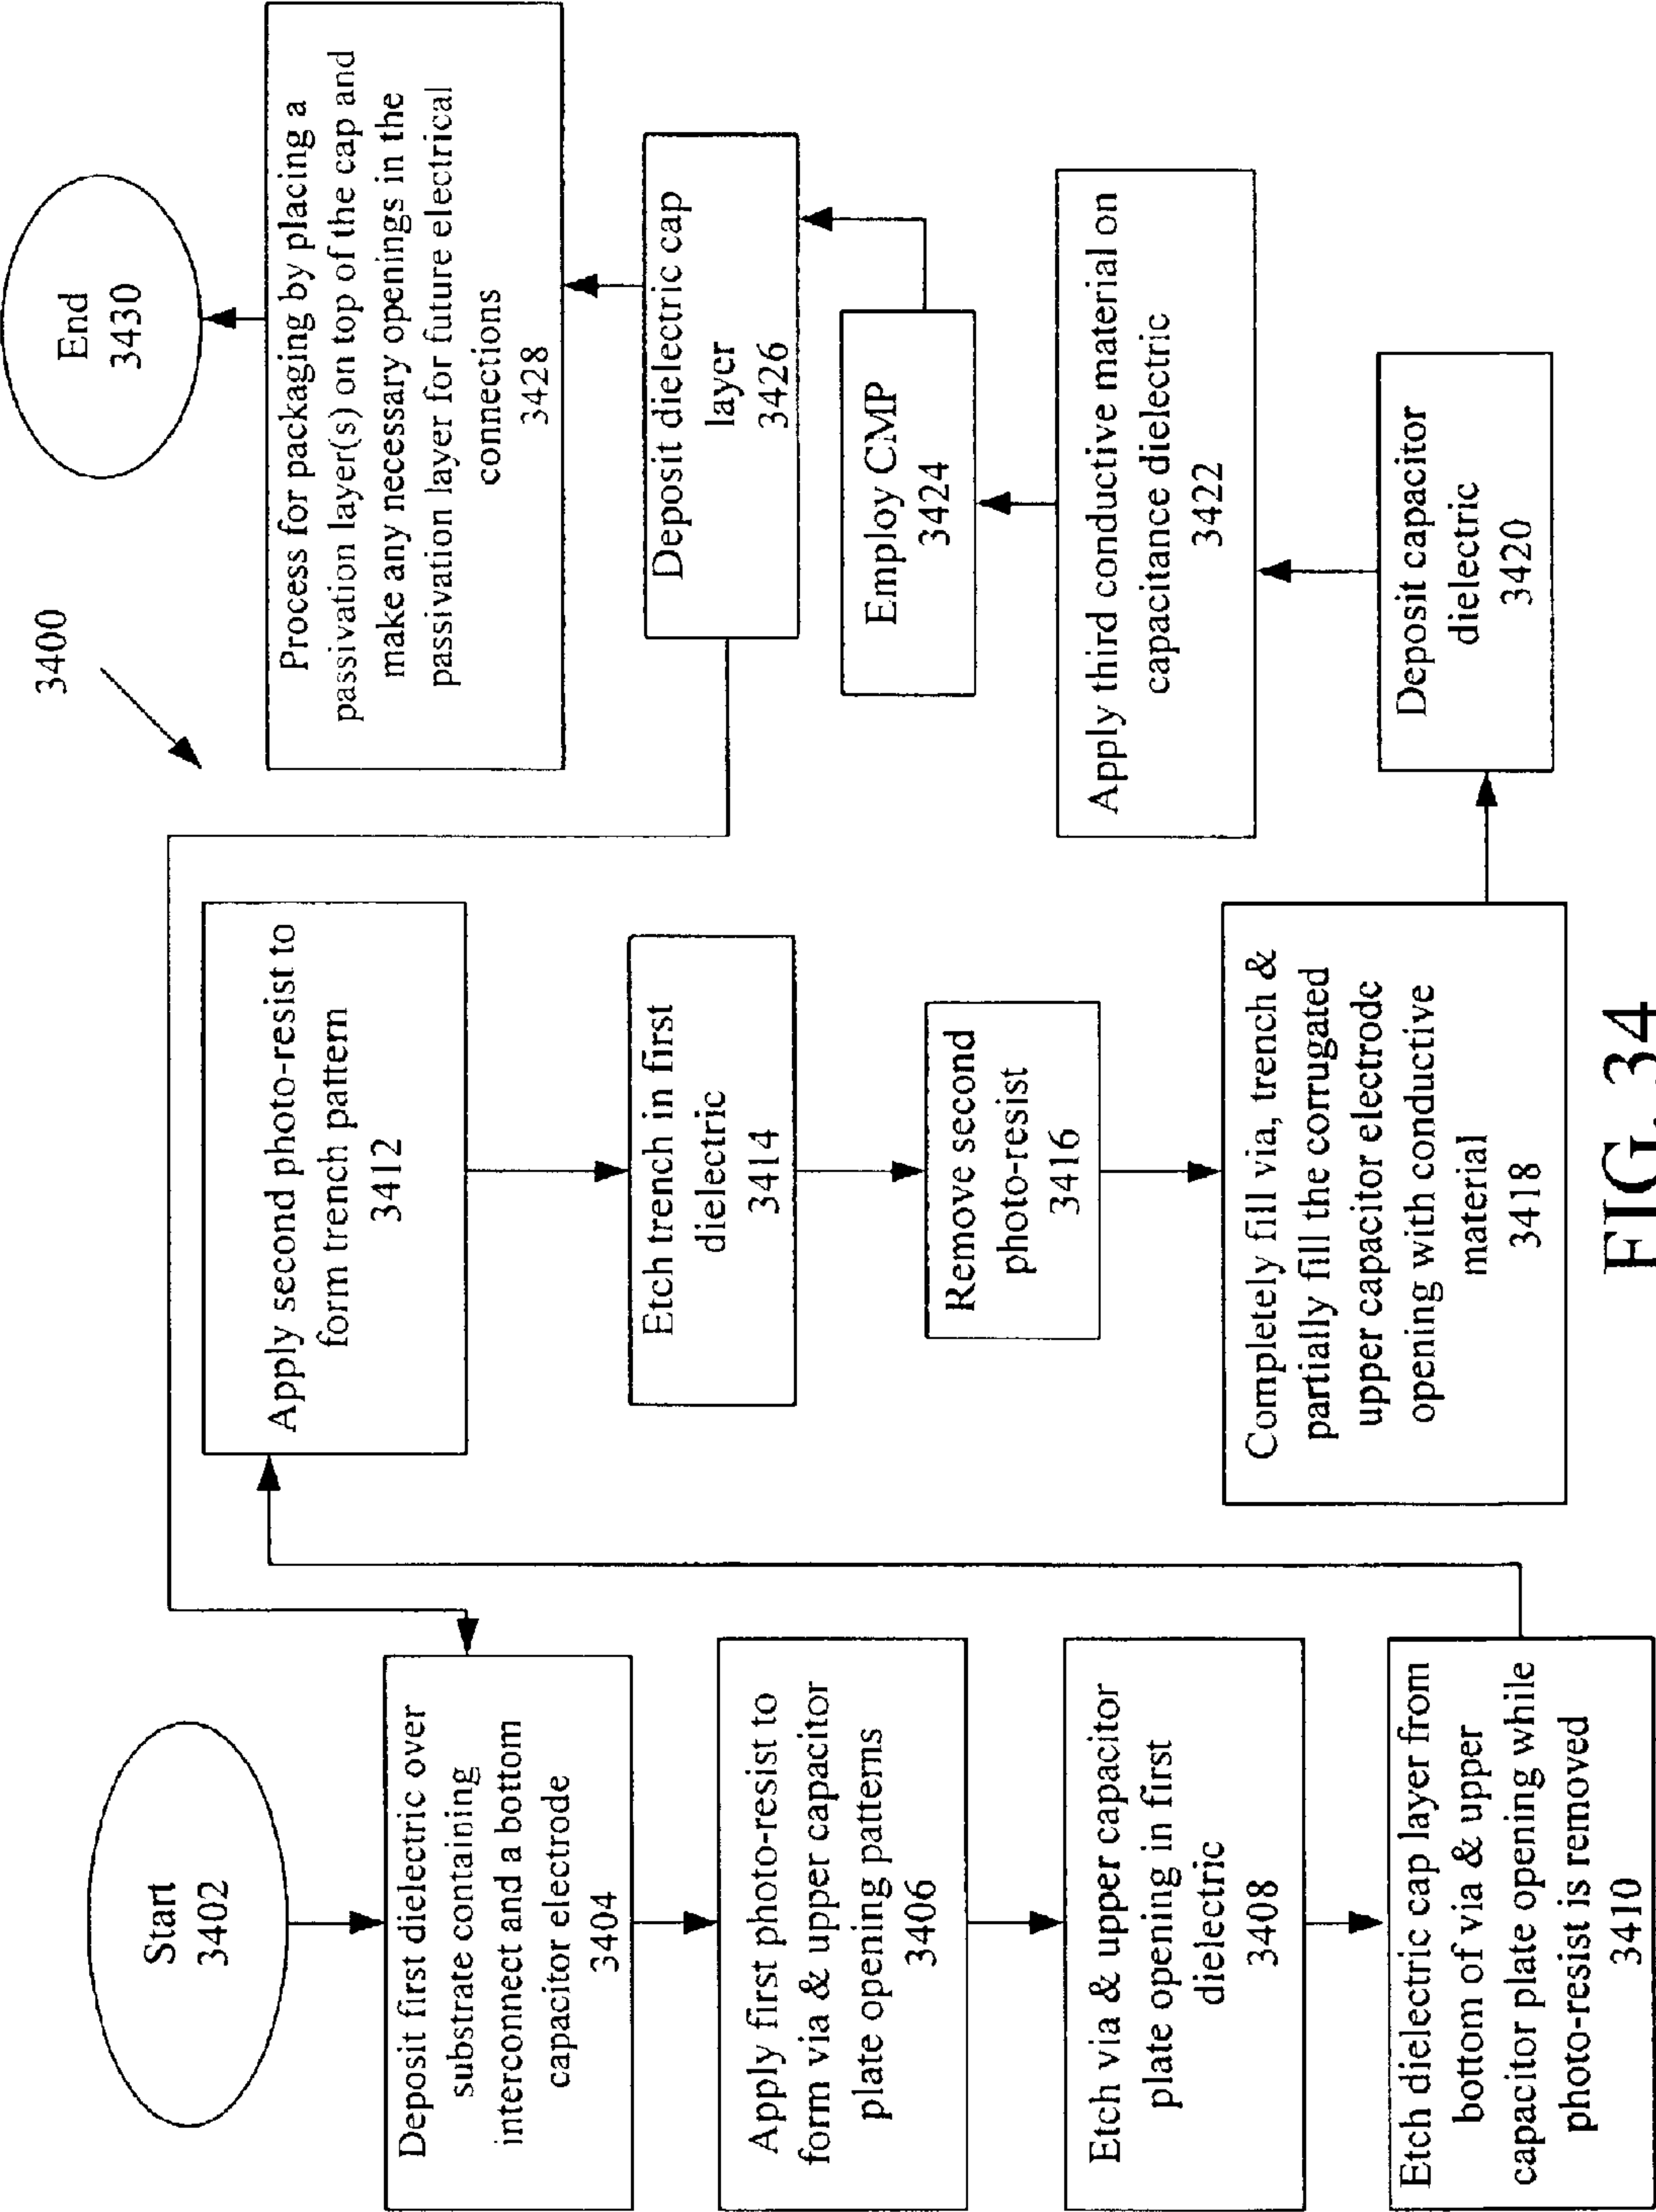 3400
Start
3402
Deposit first dielectric over
substrate containing
interconnect and a bottom
capacitor electrode
3404
Apply first photo-resist to
form via & upper capacitor
plate opening patterns
3406
Etch via & upper capacitor
plate opening in first
dielectric
3408
Etch dielectric cap layer from
bottom of via & upper
capacitor plate opening while
photo-resist is removed
3410
Apply second photo-resist to
form trench pattern
3412
Etch trench in first
dielectric
3414
Remove second
photo-resist
3416
Completely fill via, trench &
partially fill the corrugated
upper capacitor electrode
opening with conductive
material
3418
Deposit capacitor
dielectric
3420
Apply third conductive material on
capacitance dielectric
3422
Employ CMP
3424
Deposit dielectric cap
layer
3426
Process for packaging by placing a
passivation layer(s) on top of the cap and
make any necessary openings in the
passivation layer for future electrical
connections
3428
End
3430
FIG. 34